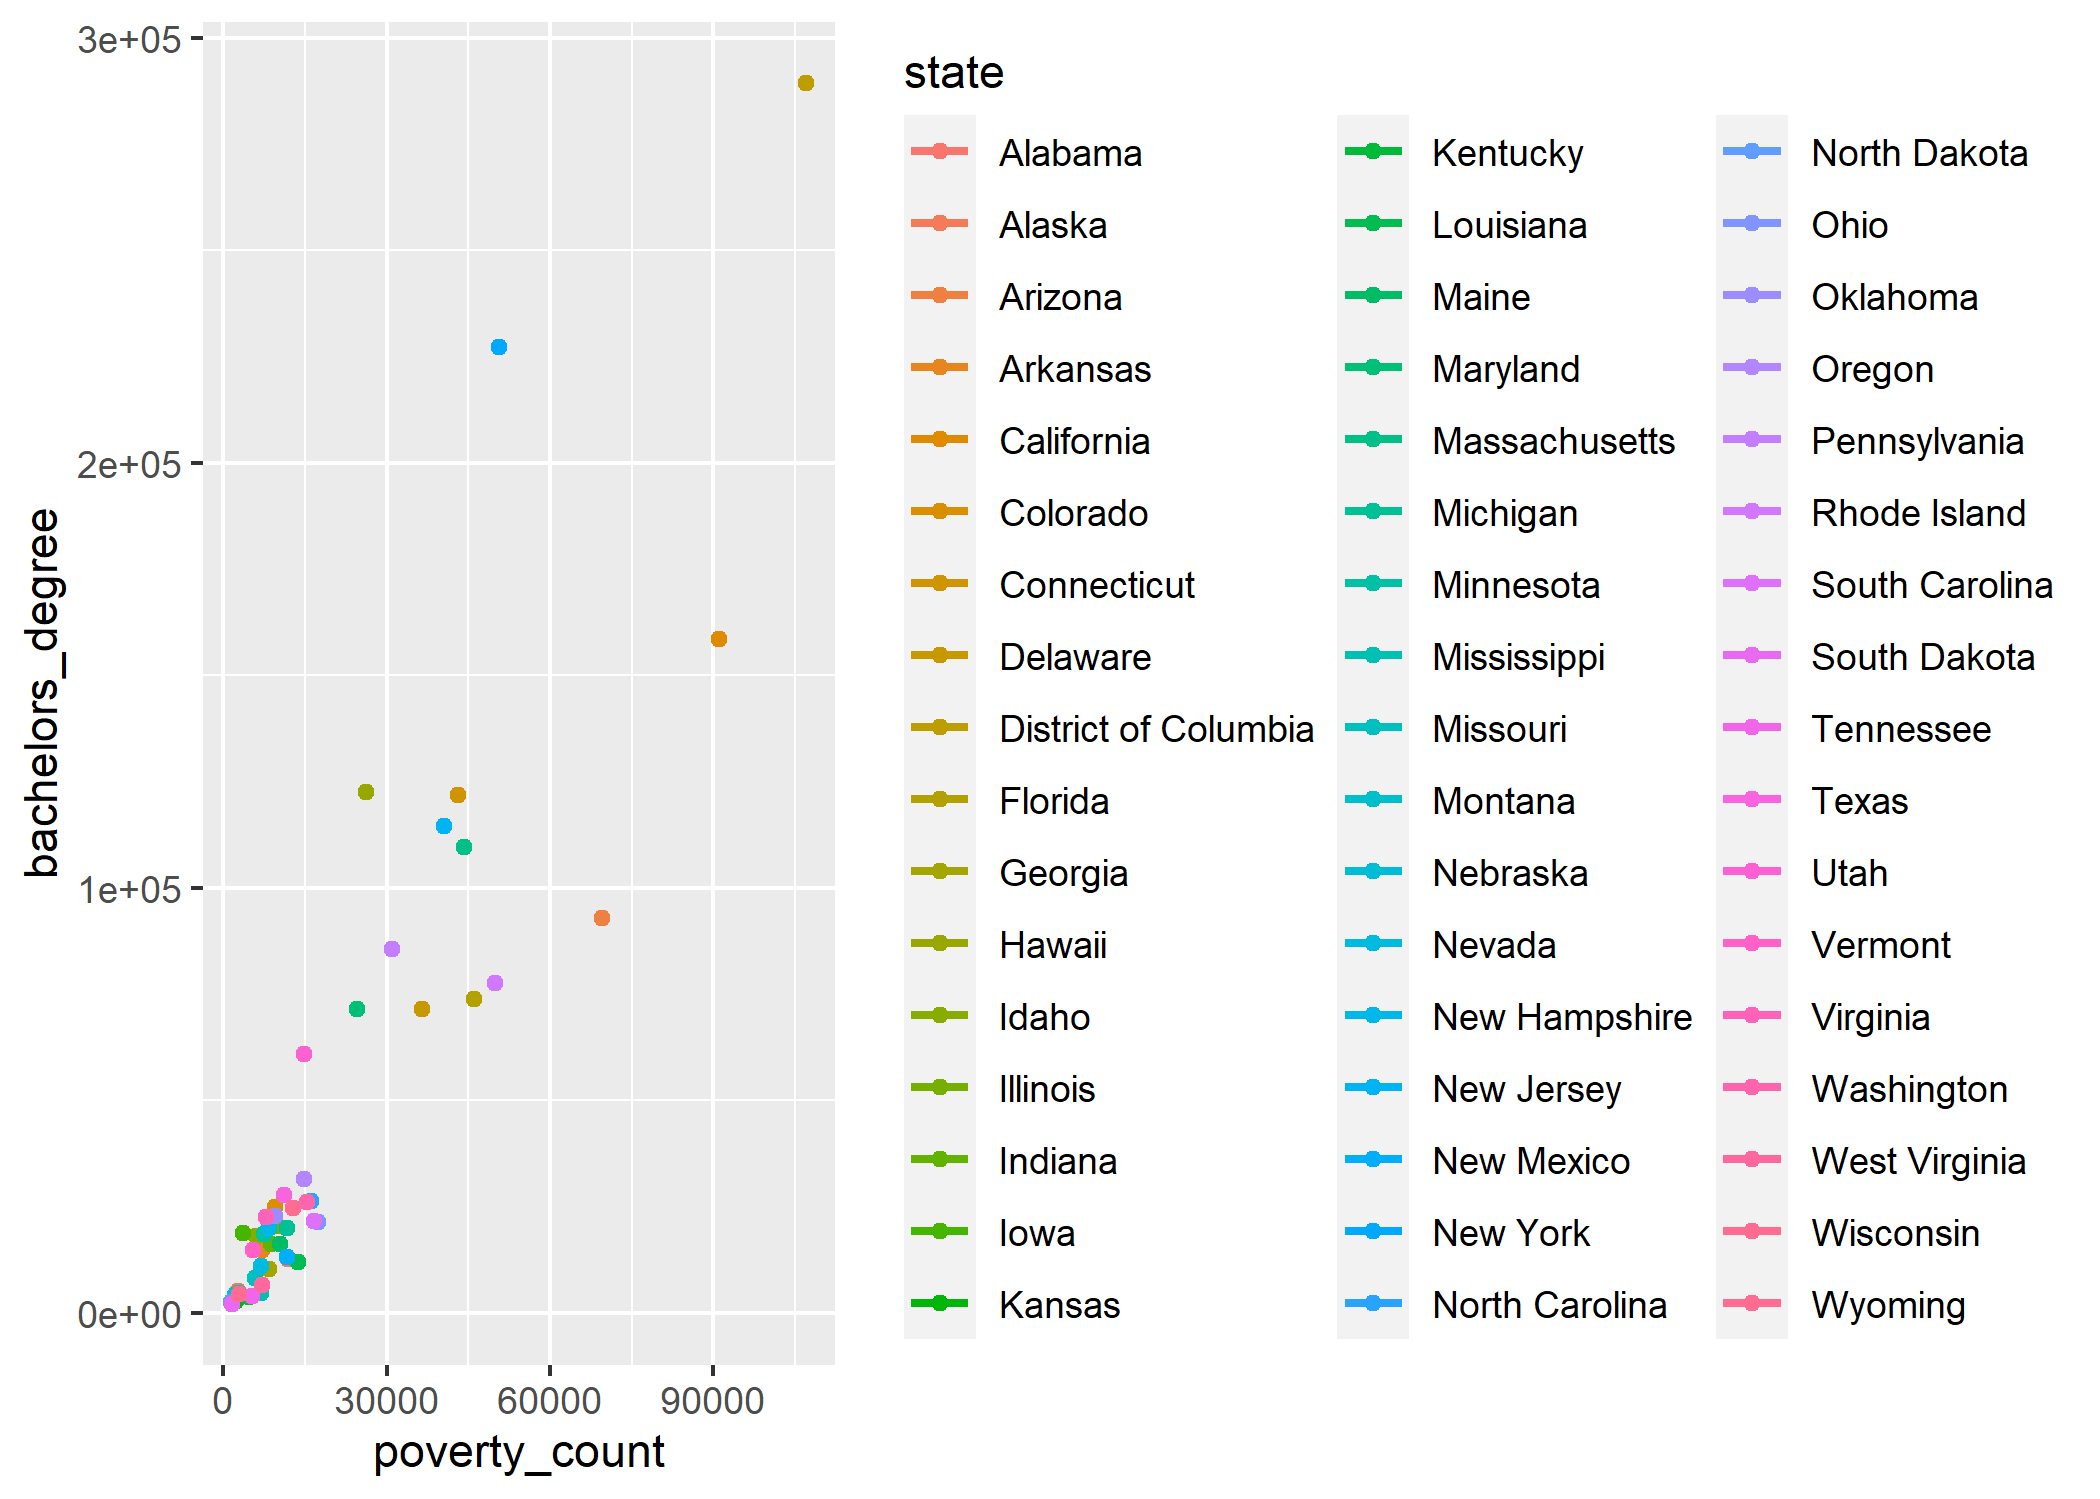 3e+05
2e+05
1e+05
0e+00
bachelors_degree
0
30000
60000
90000
poverty_count
state
Alabama
Alaska
Arizona
Arkansas
California
Colorado
Connecticut
Delaware
District of Columbia
Florida
Georgia
Hawaii
Idaho
Illinois
Indiana
Iowa
Kansas
Kentucky
Louisiana
Maine
Maryland
Massachusetts
Michigan
Minnesota
Mississippi
Missouri
Montana
Nebraska
Nevada
New Hampshire
New Jersey
New Mexico
New York
North Carolina
North Dakota
Ohio
Oklahoma
Oregon
Pennsylvania
Rhode Island
South Carolina
South Dakota
Tennessee
Texas
Utah
Vermont
Virginia
Washington
West Virginia
Wisconsin
Wyoming